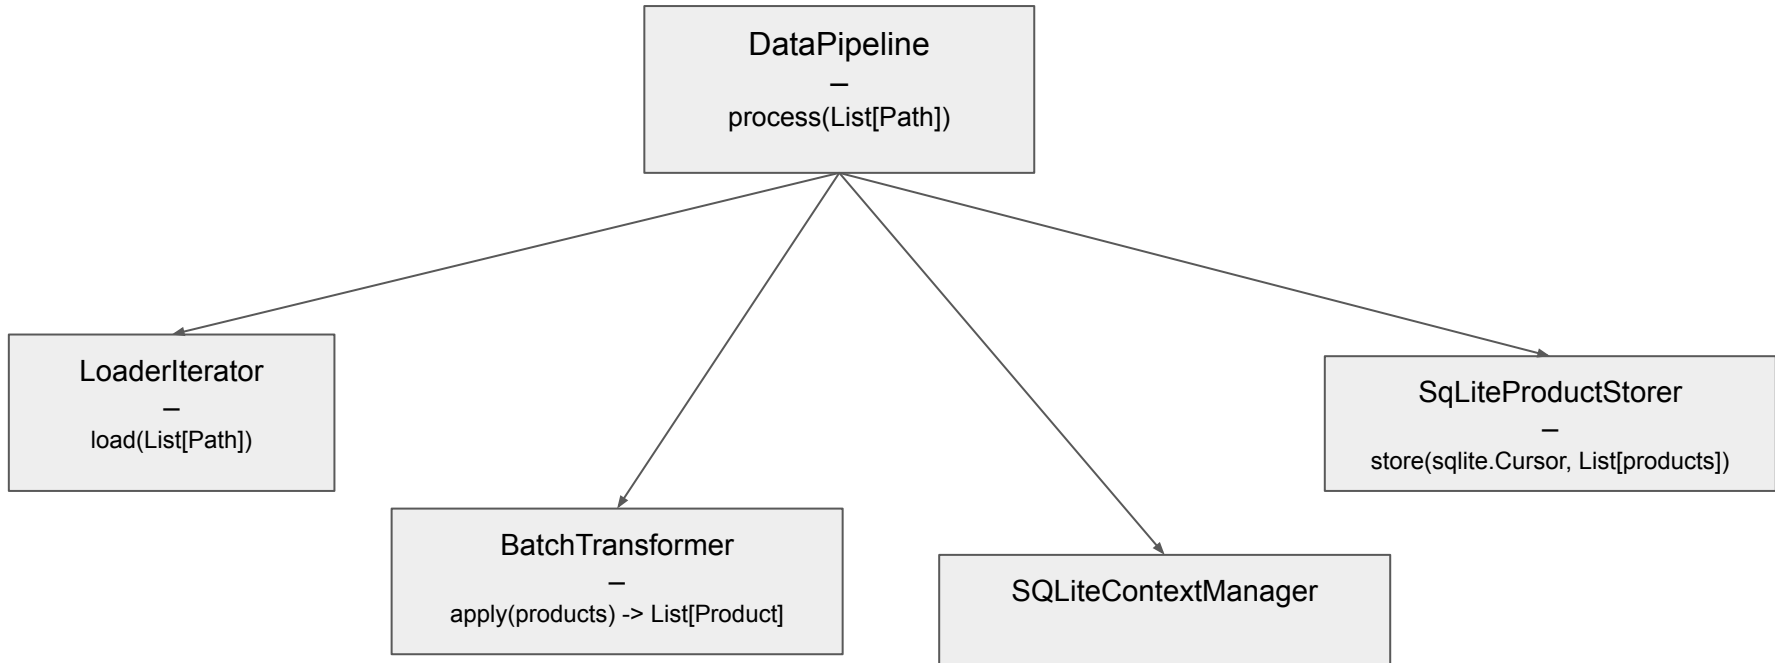 DataPipeline
–
process(List[Path])
LoaderIterator
–
load(List[Path])
BatchTransformer
–
apply(products) -> List[Product]
SQLiteContextManager
SqLiteProductStorer
–
store(sqlite.Cursor, List[products])